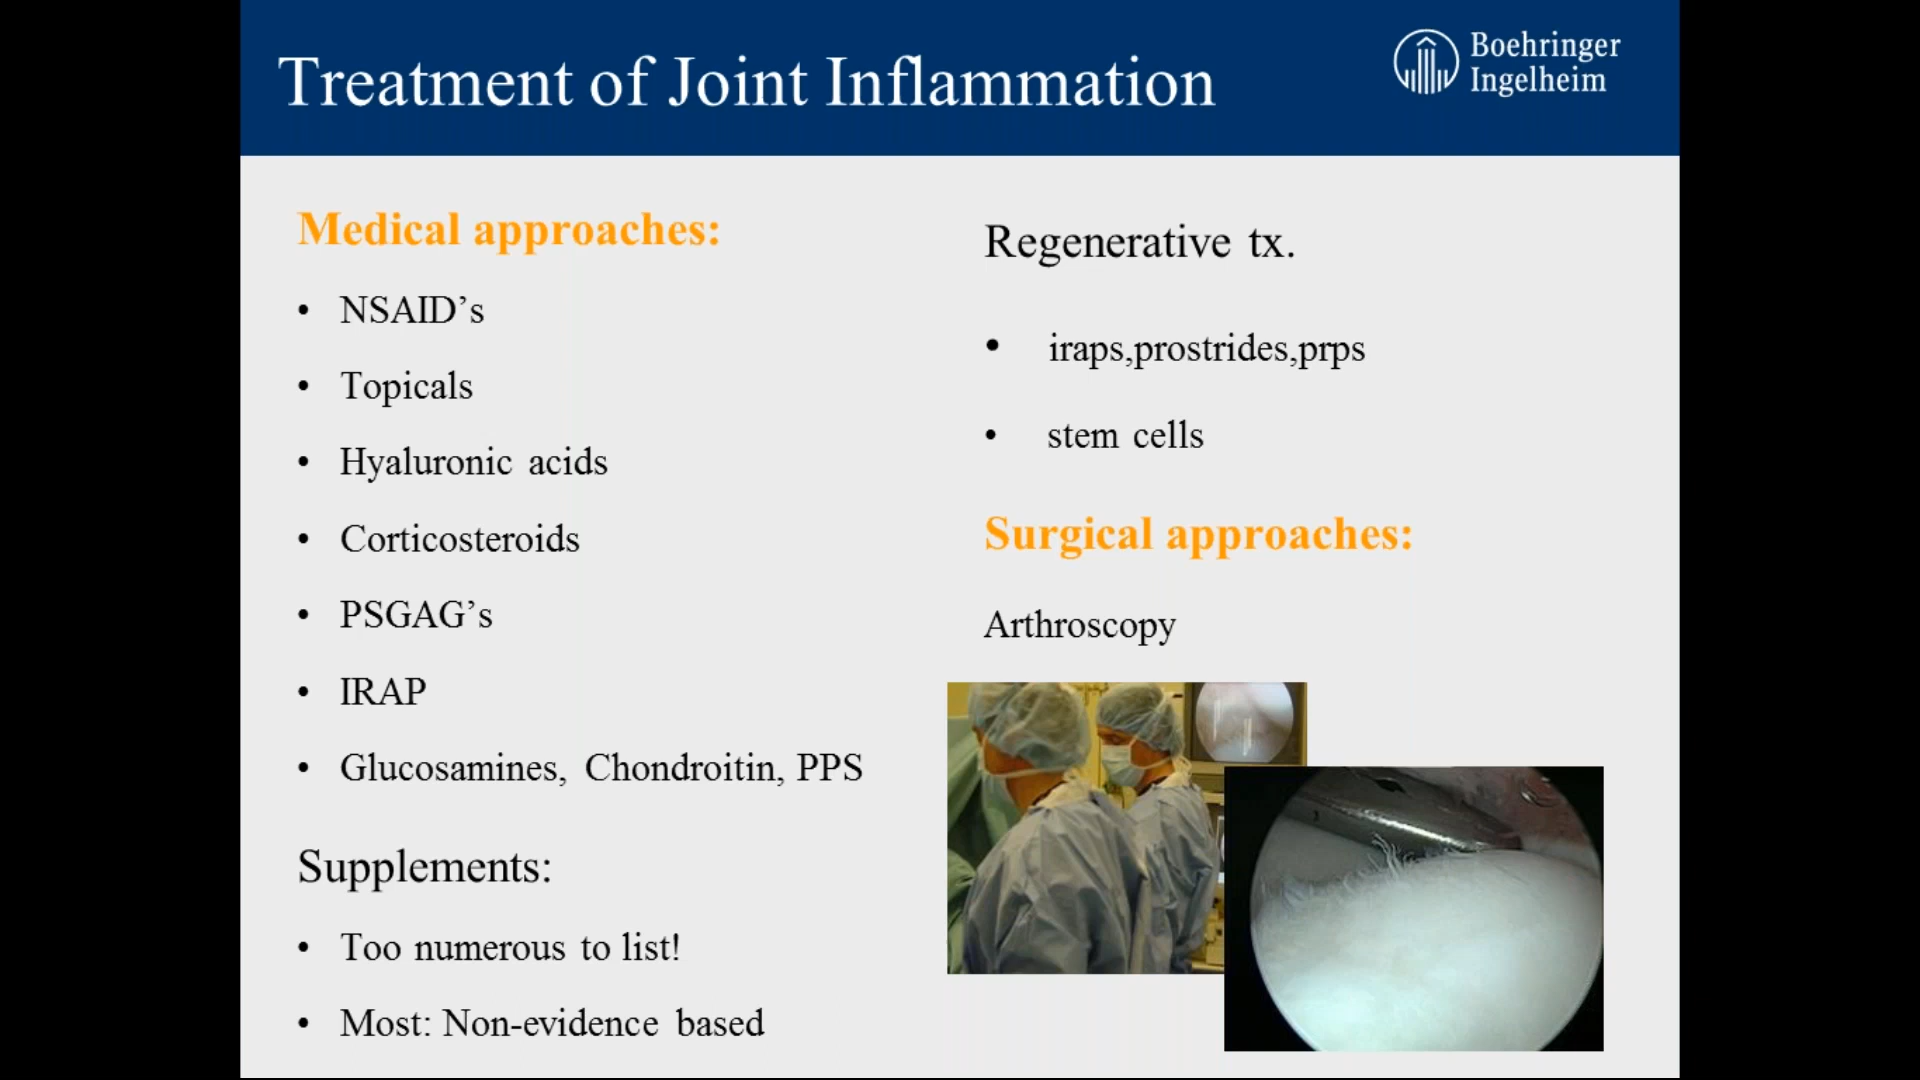 Treatment of Joint Inflammation
Boehringer
Ingelheim
Medical approaches:
• NSAID’s
• Topicals
• Hyaluronic acids
• Corticosteroids
• PSGAG’s
• IRAP
• Glucosamines, Chondroitin, PPS
Supplements:
• Too numerous to list!
• Most: Non-evidence based
Regenerative tx.
• iraps,prostrides,prps
• stem cells
Surgical approaches:
Arthroscopy